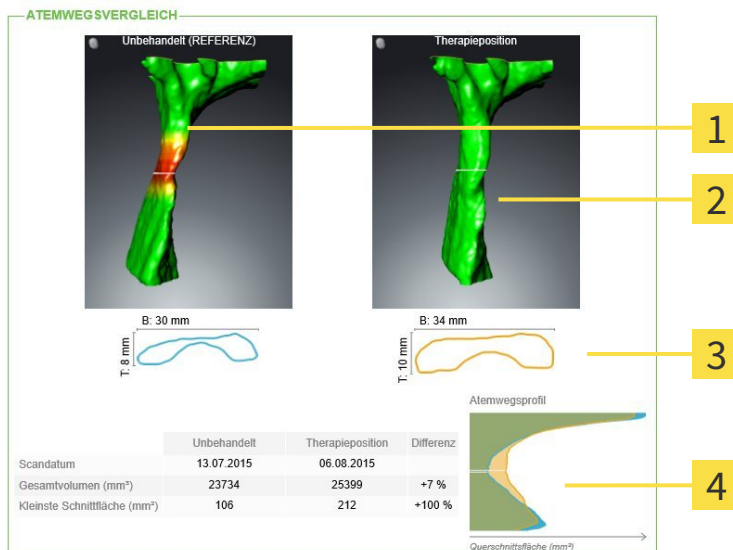 ATEMWEGSVERGLEICH
Unbehandelt (REFERENZ)
Therapieposition
1
2
B: 30 mm
T: 8 mm
B: 34 mm
T: 10 mm
3
Atemwegsprofil
Unbehandelt Therapieposition Differenz
Scandatum 13.07.2015 06.08.2015
Gesamtvolumen (mm³) 23734 25399 +7 %
Kleinste Schnittfläche (mm²) 106 212 +100 %
4
Querschnittsfläche (mm²)